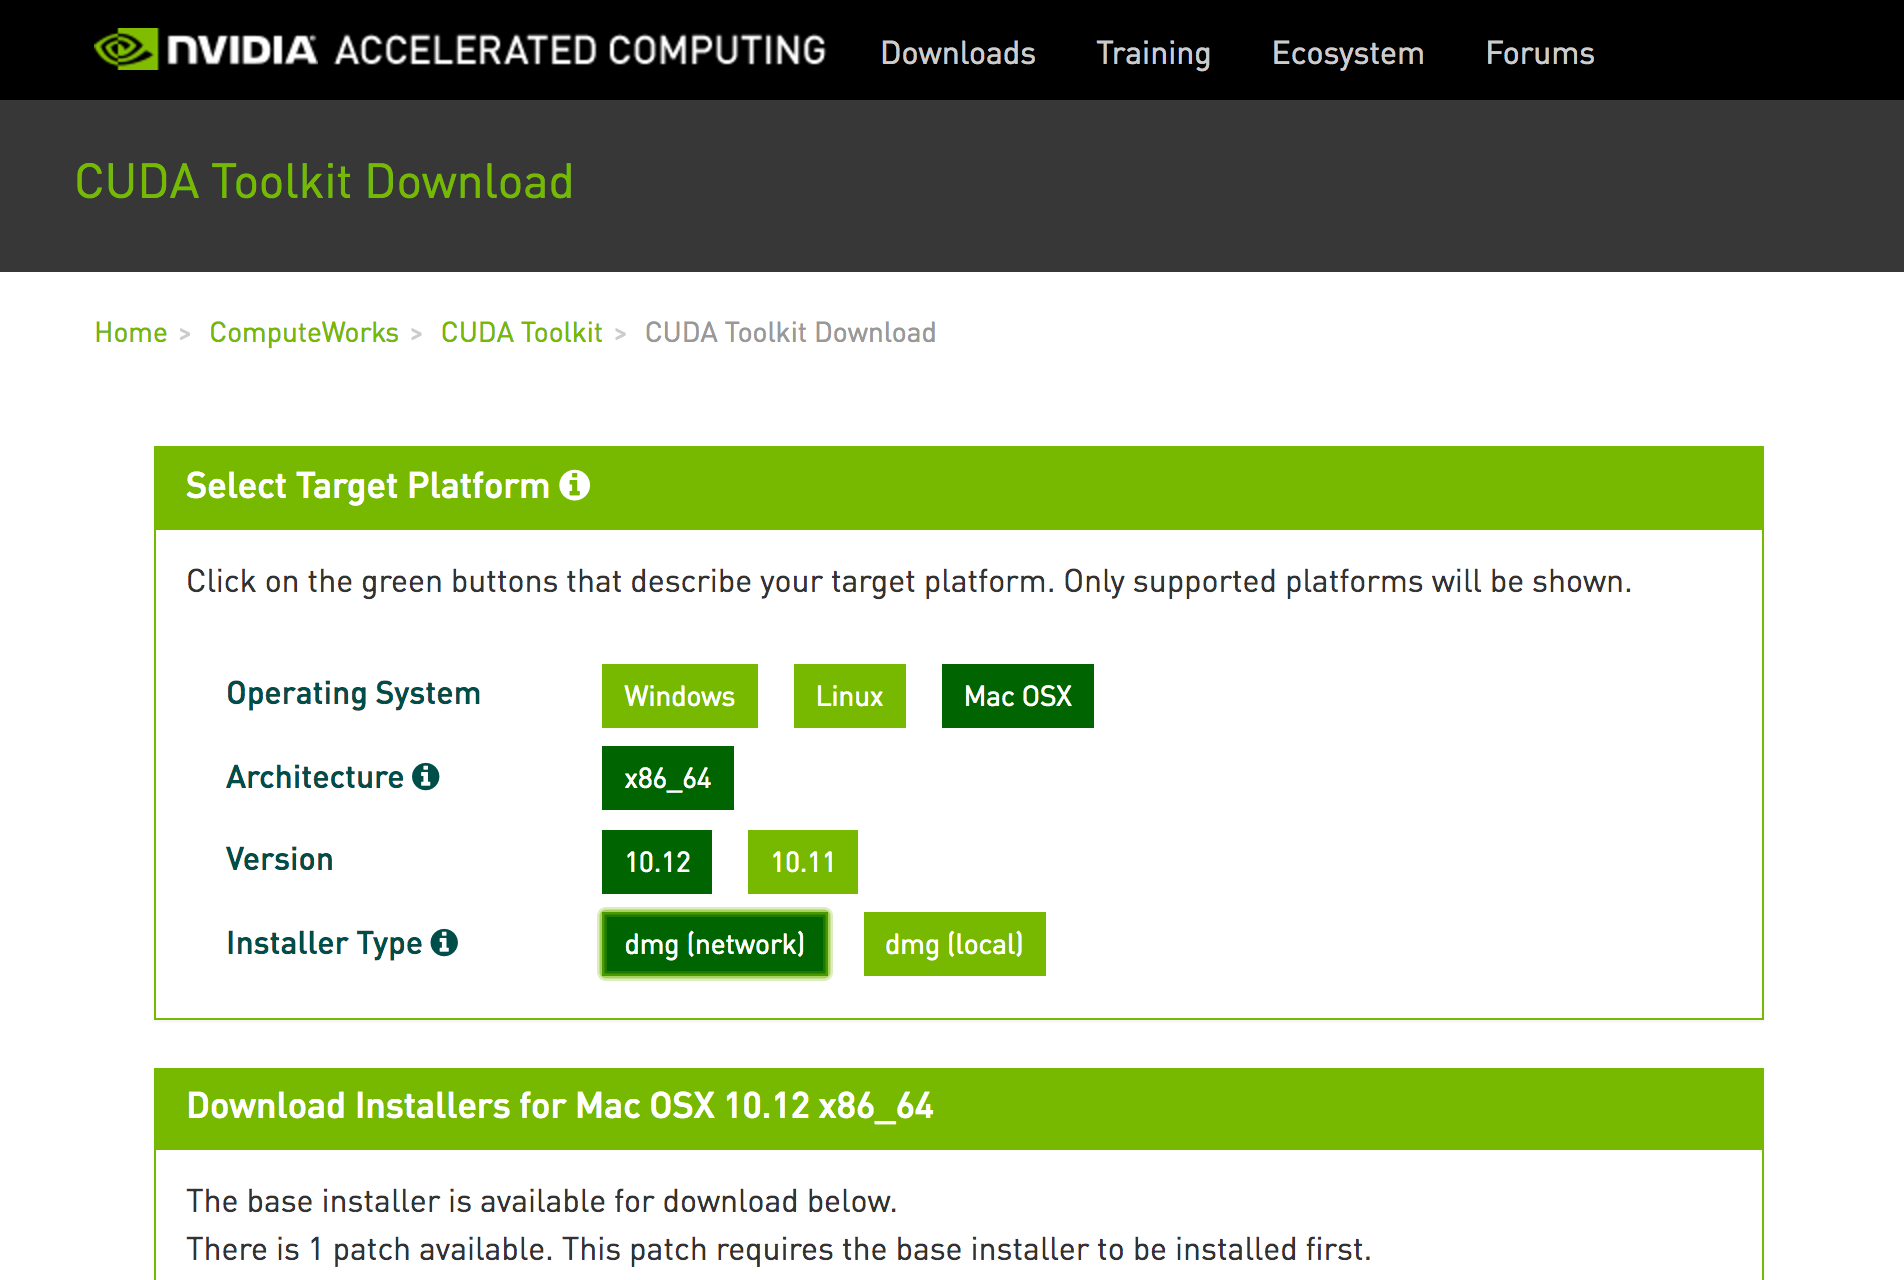 NVIDIA ACCELERATED COMPUTING Downloads Training Ecosystem Forums
CUDA Toolkit Download
Home > ComputeWorks > CUDA Toolkit > CUDA Toolkit Download
Select Target Platform
Click on the green buttons that describe your target platform. Only supported platforms will be shown.
Operating System Windows Linux Mac OSX
Architecture x86_64
Version 10.12 10.11
Installer Type dmg (network) dmg (local)
Download Installers for Mac OSX 10.12 x86_64
The base installer is available for download below.
There is 1 patch available. This patch requires the base installer to be installed first.